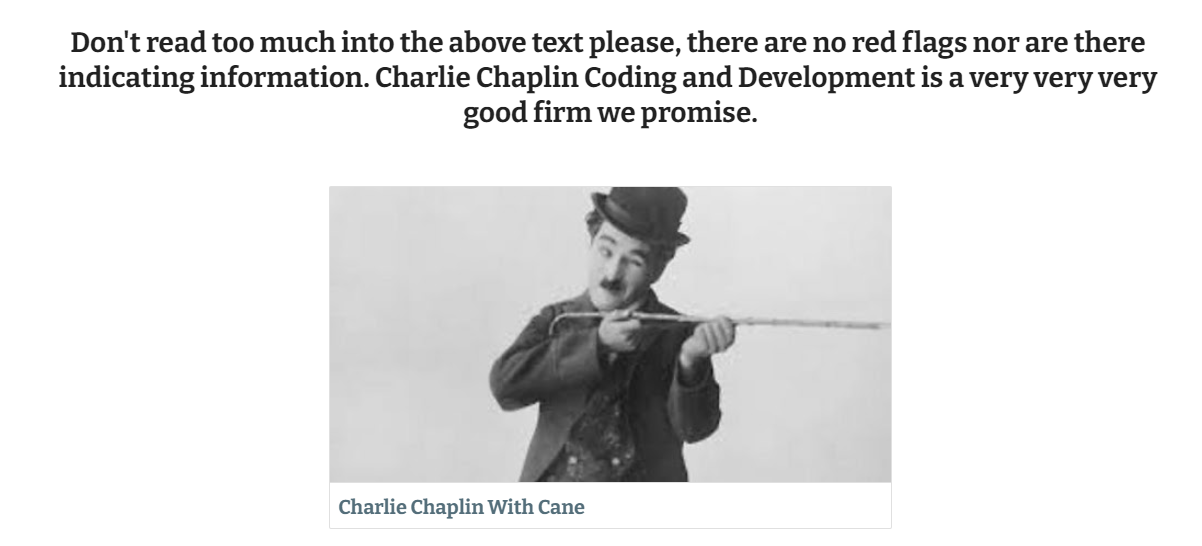 Don't read too much into the above text please, there are no red flags nor are there
indicating information. Charlie Chaplin Coding and Development is a very very very
good firm we promise.
Charlie Chaplin With Cane